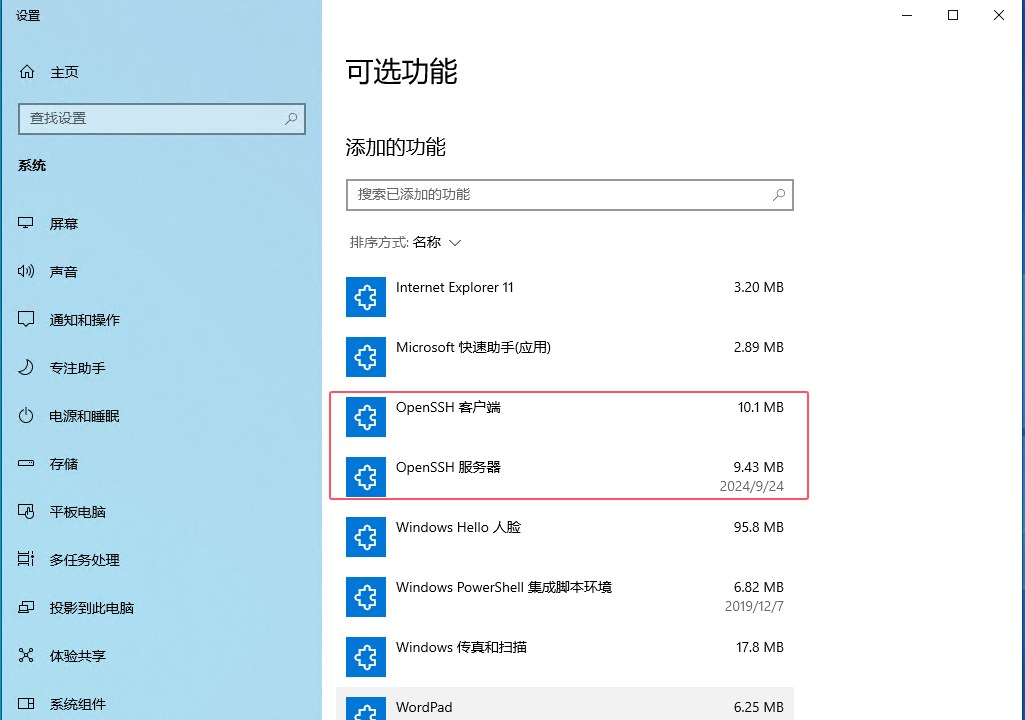 设置
主页
查找设置
系统
屏幕
声音
通知和操作
专注助手
电源和睡眠
存储
平板电脑
多任务处理
投影到此电脑
体验共享
系统组件
可选功能
添加的功能
搜索已添加的功能
排序方式: 名称
Internet Explorer 11 3.20 MB
Microsoft 快速助手(应用) 2.89 MB
OpenSSH 客户端 10.1 MB
OpenSSH 服务器 9.43 MB
2024/9/24
Windows Hello 人脸 95.8 MB
Windows PowerShell 集成脚本环境 6.82 MB
2019/12/7
Windows 传真和扫描 17.8 MB
WordPad 6.25 MB